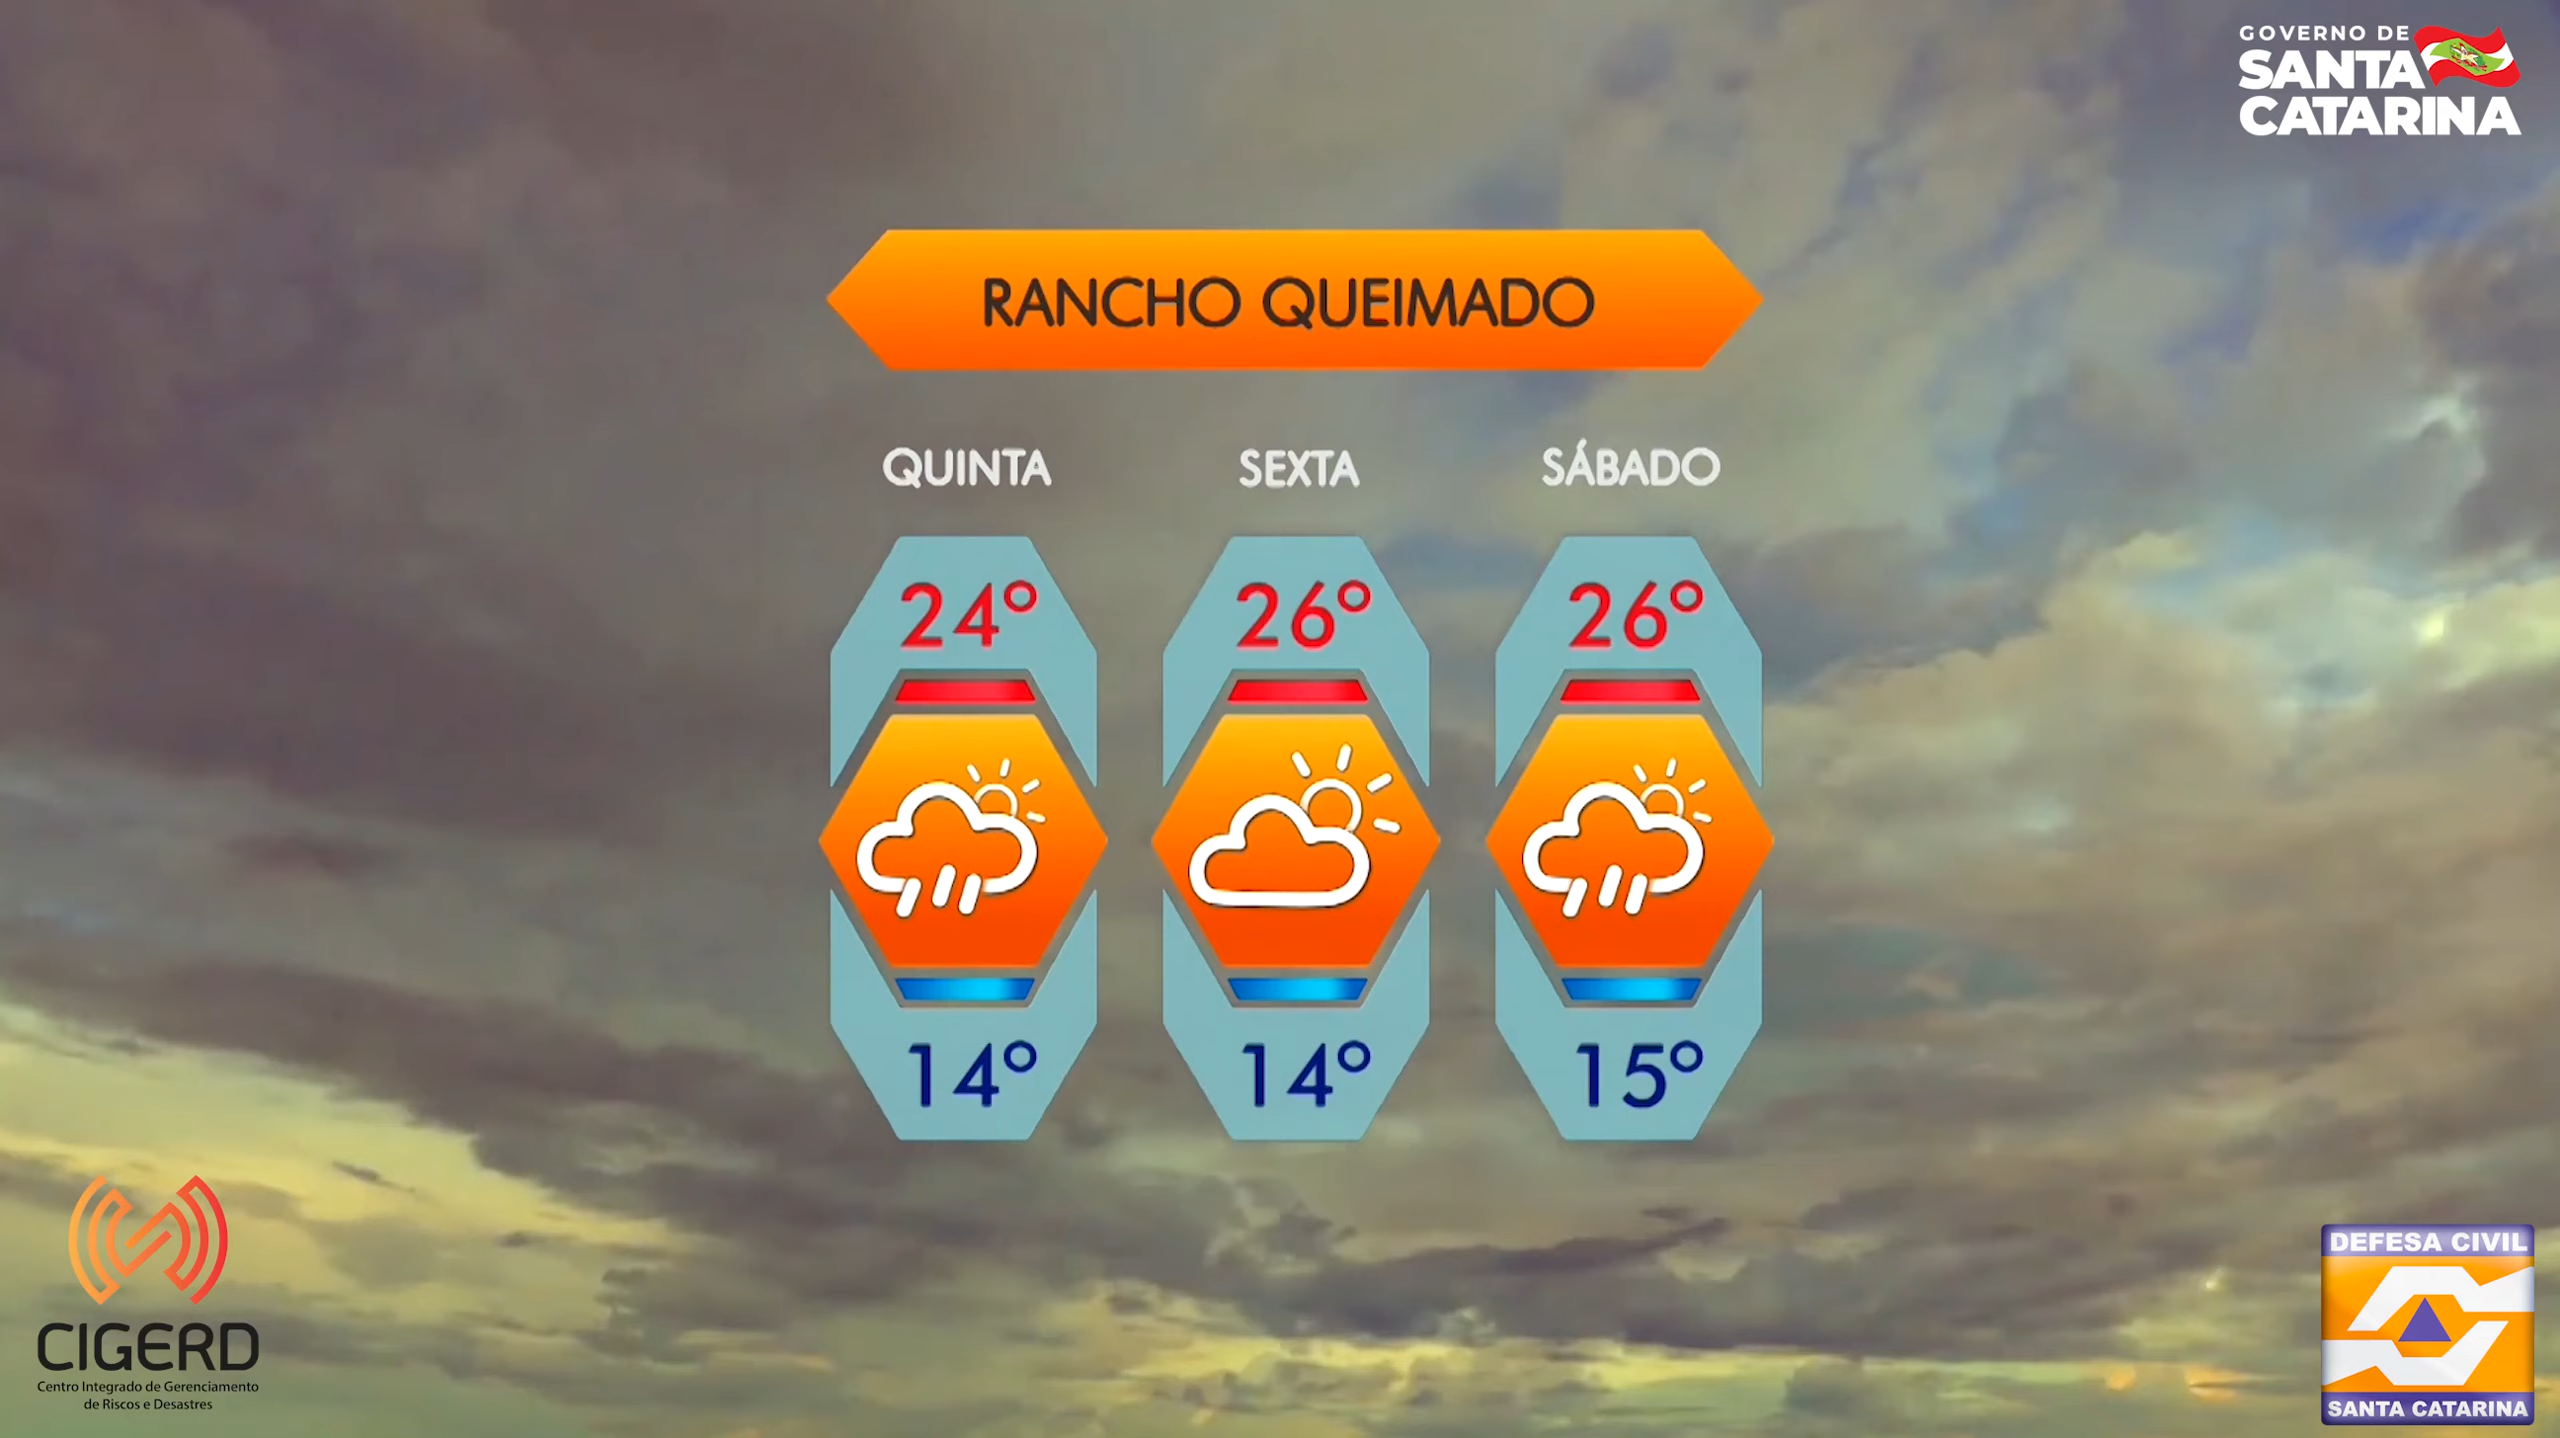 GOVERNO DE
SANTA
CATARINA
RANCHO QUEIMADO
QUINTA SEXTA SÁBADO
24° 26° 26°
14° 14° 15°
CIGERD
Centro Integrado de Gerenciamento
de Riscos e Desastres
DEFESA CIVIL
SANTA CATARINA